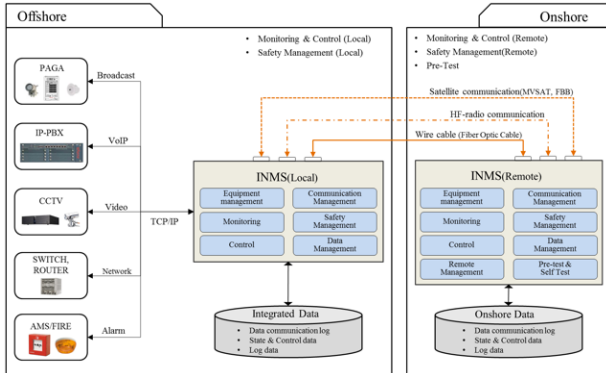 Offshore
Onshore
• Monitoring & Control (Local)
• Safety Management (Local)
• Monitoring & Control (Remote)
• Safety Management(Remote)
• Pre-Test
PAGA
Broadcast
IP-PBX
VoIP
CCTV
Video
TCP/IP
SWITCH,
ROUTER
Network
AMS/FIRE
Alarm
Satellite communication(MVSAT, FBB)
HF-radio communication
Wire cable (Fiber Optic Cable)
INMS(Local)
Equipment
management
Communication
Management
Monitoring
Safety
Management
Control
Data
Management
INMS(Remote)
Equipment
management
Communication
Management
Monitoring
Safety
Management
Control
Data
Management
Remote
Management
Pre-test &
Self Test
Integrated Data
• Data communication log
• State & Control data
• Log data
Onshore Data
• Data communication log
• State & Control data
• Log data